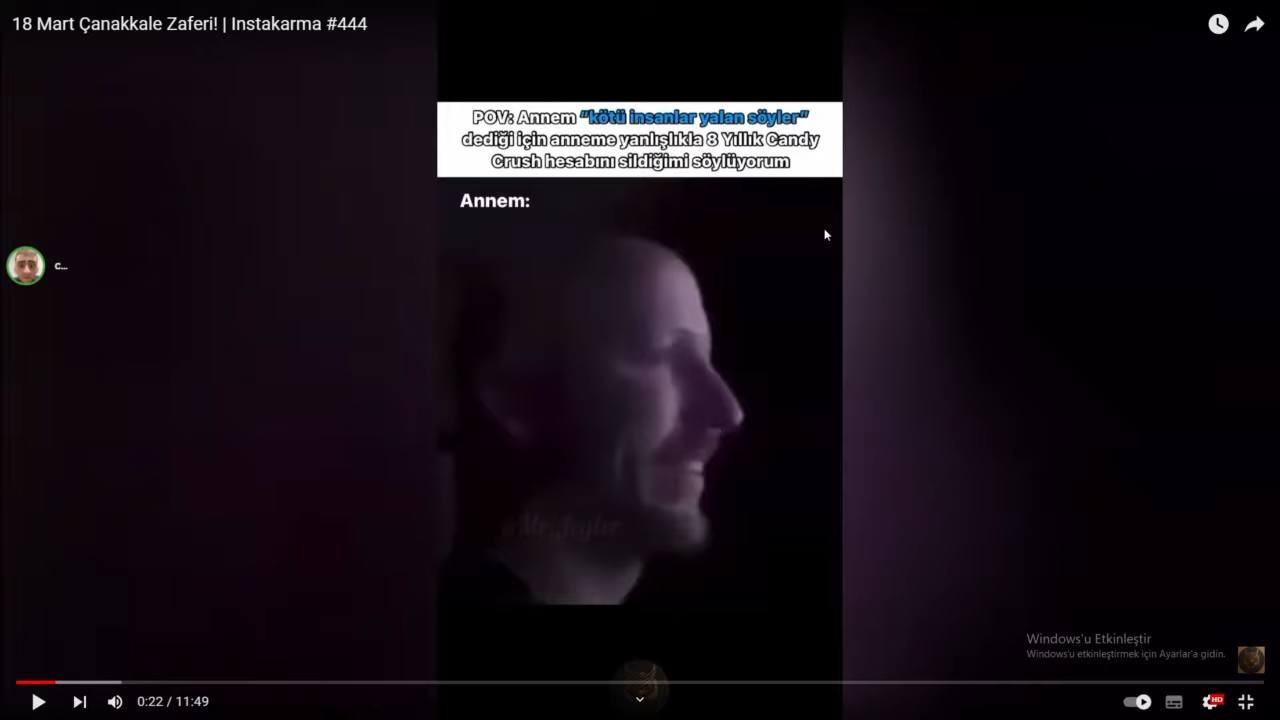 18 Mart Çanakkale Zaferi! | Instakarma #444
POV: Annem "kötü insanlar yalan söyler"
dediği için anneme yanlışlıkla 8 Yıllık Candy
Crush hesabını sildiğimi söylüyorum
Annem:
c...
Windows'u Etkinleştir
Windows'u etkinleştirmek için Ayarlar'a gidin.
0:22 / 11:49
HD